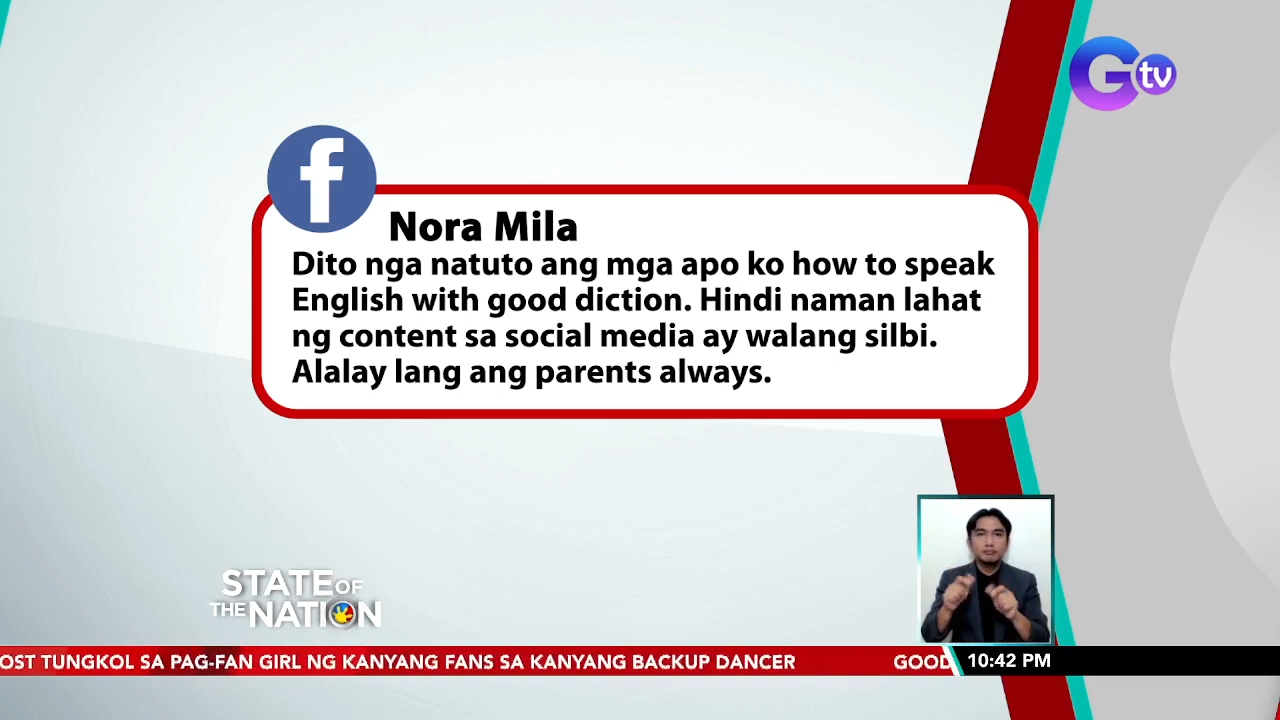 Gtv
f
Nora Mila
Dito nga natuto ang mga apo ko how to speak
English with good diction. Hindi naman lahat
ng content sa social media ay walang silbi.
Alalay lang ang parents always.
STATE OF
THE NATION
OST TUNGKOL SA PAG-FAN GIRL NG KANYANG FANS SA KANYANG BACKUP DANCER GOOD
10:42 PM